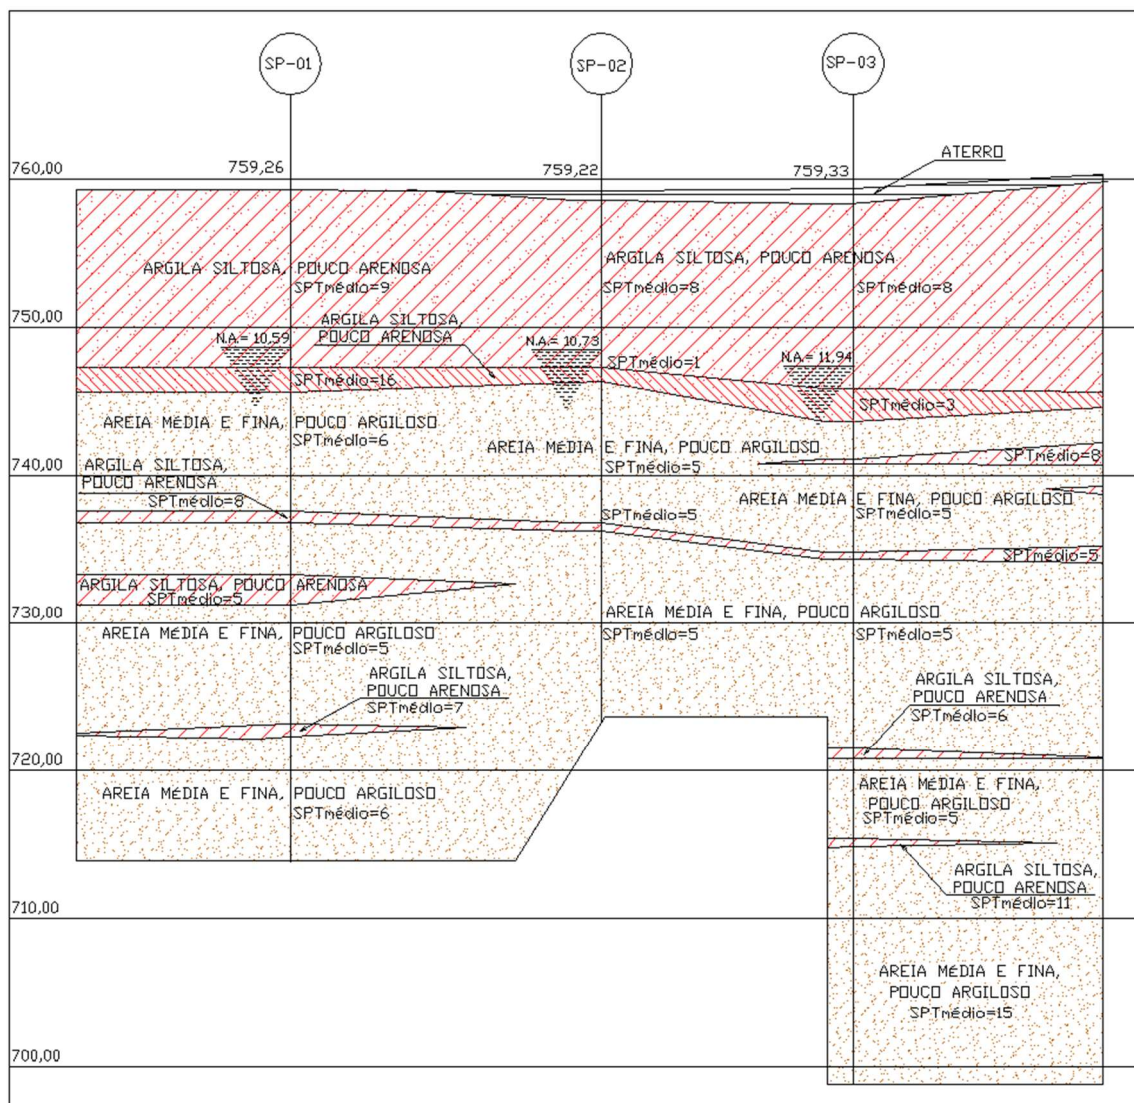 SP-01
SP-02
SP-03
ATERRO
760,00
759,26
759,22
759,33
ARGILA SILTOSA, POUCO ARENOSA
SPTmédio=9
ARGILA SILTOSA, POUCO ARENOSA
SPTmédio=8
SPTmédio=8
750,00
ARGILA SILTOSA,
POUCO ARENOSA
N.A.= 10,59
N.A.= 10,73
N.A.= 11,94
SPTmédio=1
SPTmédio=16
SPTmédio=3
AREIA MÉDIA E FINA, POUCO ARGILOSO
SPTmédio=6
AREIA MÉDIA E FINA, POUCO ARGILOSO
SPTmédio=5
SPTmédio=8
740,00
ARGILA SILTOSA,
POUCO ARENOSA
SPTmédio=8
AREIA MÉDIA E FINA, POUCO ARGILOSO
SPTmédio=5
SPTmédio=5
SPTmédio=5
ARGILA SILTOSA, POUCO ARENOSA
SPTmédio=5
730,00
AREIA MÉDIA E FINA, POUCO ARGILOSO
SPTmédio=5
AREIA MÉDIA E FINA, POUCO ARGILOSO
SPTmédio=5
SPTmédio=5
ARGILA SILTOSA,
POUCO ARENOSA
SPTmédio=7
ARGILA SILTOSA,
POUCO ARENOSA
SPTmédio=6
720,00
AREIA MÉDIA E FINA, POUCO ARGILOSO
SPTmédio=6
AREIA MÉDIA E FINA,
POUCO ARGILOSO
SPTmédio=5
ARGILA SILTOSA,
POUCO ARENOSA
SPTmédio=11
710,00
AREIA MÉDIA E FINA,
POUCO ARGILOSO
SPTmédio=15
700,00